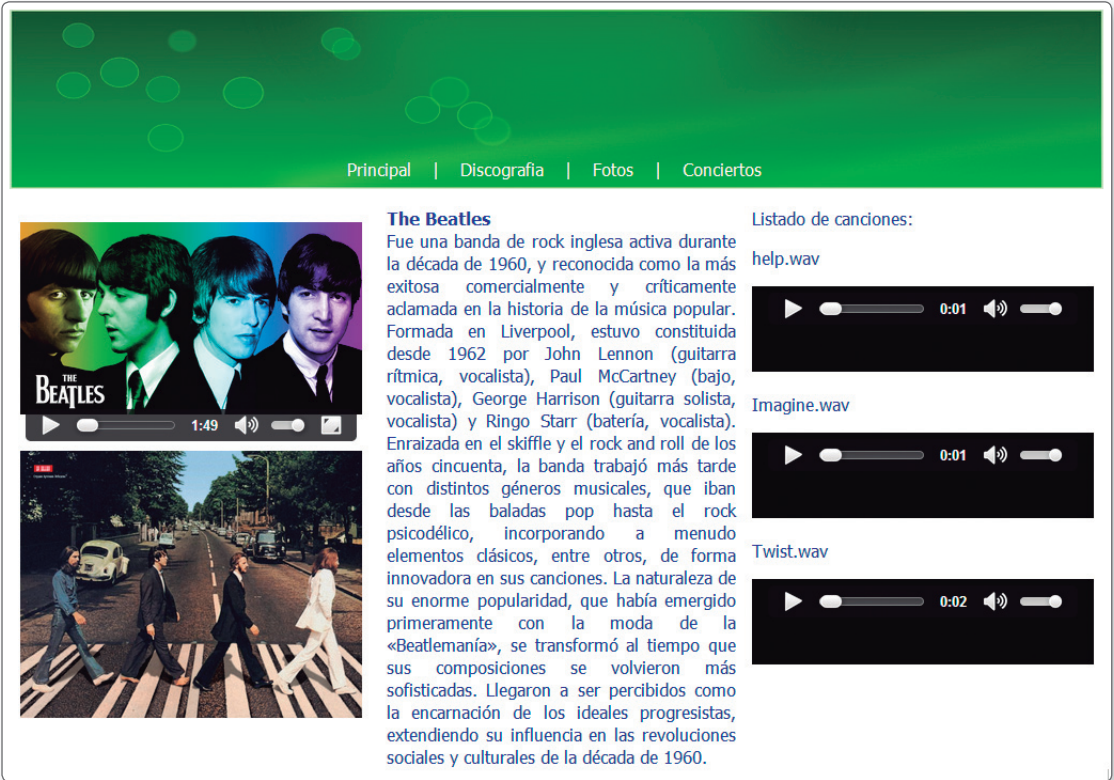 Principal | Discografia | Fotos | Conciertos
THE
BEATLES
1:49
The Beatles
Fue una banda de rock inglesa activa durante
la década de 1960, y reconocida como la más
exitosa comercialmente y críticamente
aclamada en la historia de la música popular.
Formada en Liverpool, estuvo constituida
desde 1962 por John Lennon (guitarra
rítmica, vocalista), Paul McCartney (bajo,
vocalista), George Harrison (guitarra solista,
vocalista) y Ringo Starr (batería, vocalista).
Enraizada en el skiffle y el rock and roll de los
años cincuenta, la banda trabajó más tarde
con distintos géneros musicales, que iban
desde las baladas pop hasta el rock
psicodélico, incorporando a menudo
elementos clásicos, entre otros, de forma
innovadora en sus canciones. La naturaleza de
su enorme popularidad, que había emergido
primeramente con la moda de la
«Beatlemanía», se transformó al tiempo que
sus composiciones se volvieron más
sofisticadas. Llegaron a ser percibidos como
la encarnación de los ideales progresistas,
extendiendo su influencia en las revoluciones
sociales y culturales de la década de 1960.
Listado de canciones:
help.wav
0:01
Imagine.wav
0:01
Twist.wav
0:02